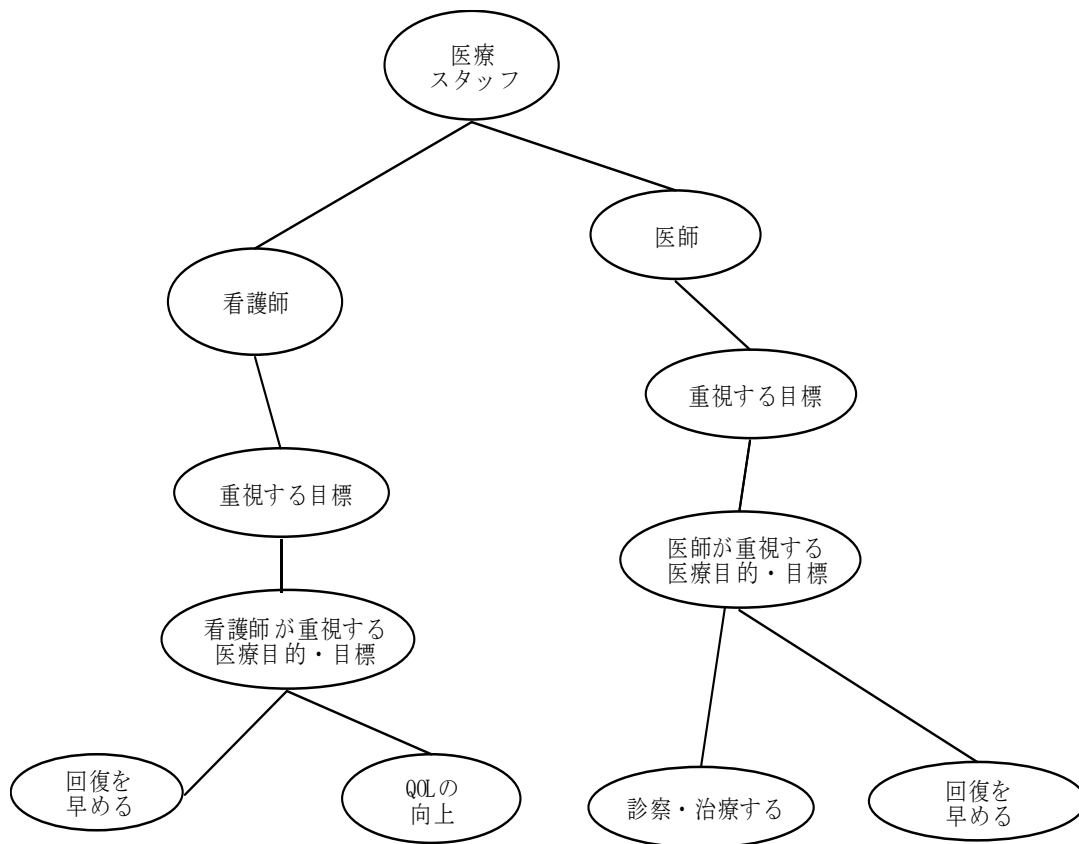 医療
スタッフ
医師
看護師
重視する目標
重視する目標
医師が重視する
医療目的・目標
看護師が重視する
医療目的・目標
回復を
早める
QOLの
向上
診察・治療する
回復を
早める